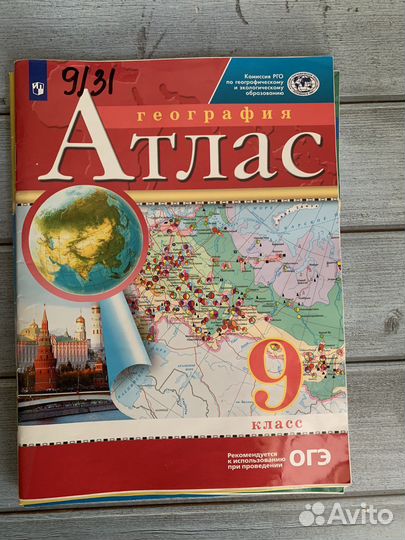 9/31
Комиссия РГО
по географическому
и экологическому
образованию
география
Атлас
9
класс
Рекомендуется
к использованию
при проведении
ОГЭ
Avito